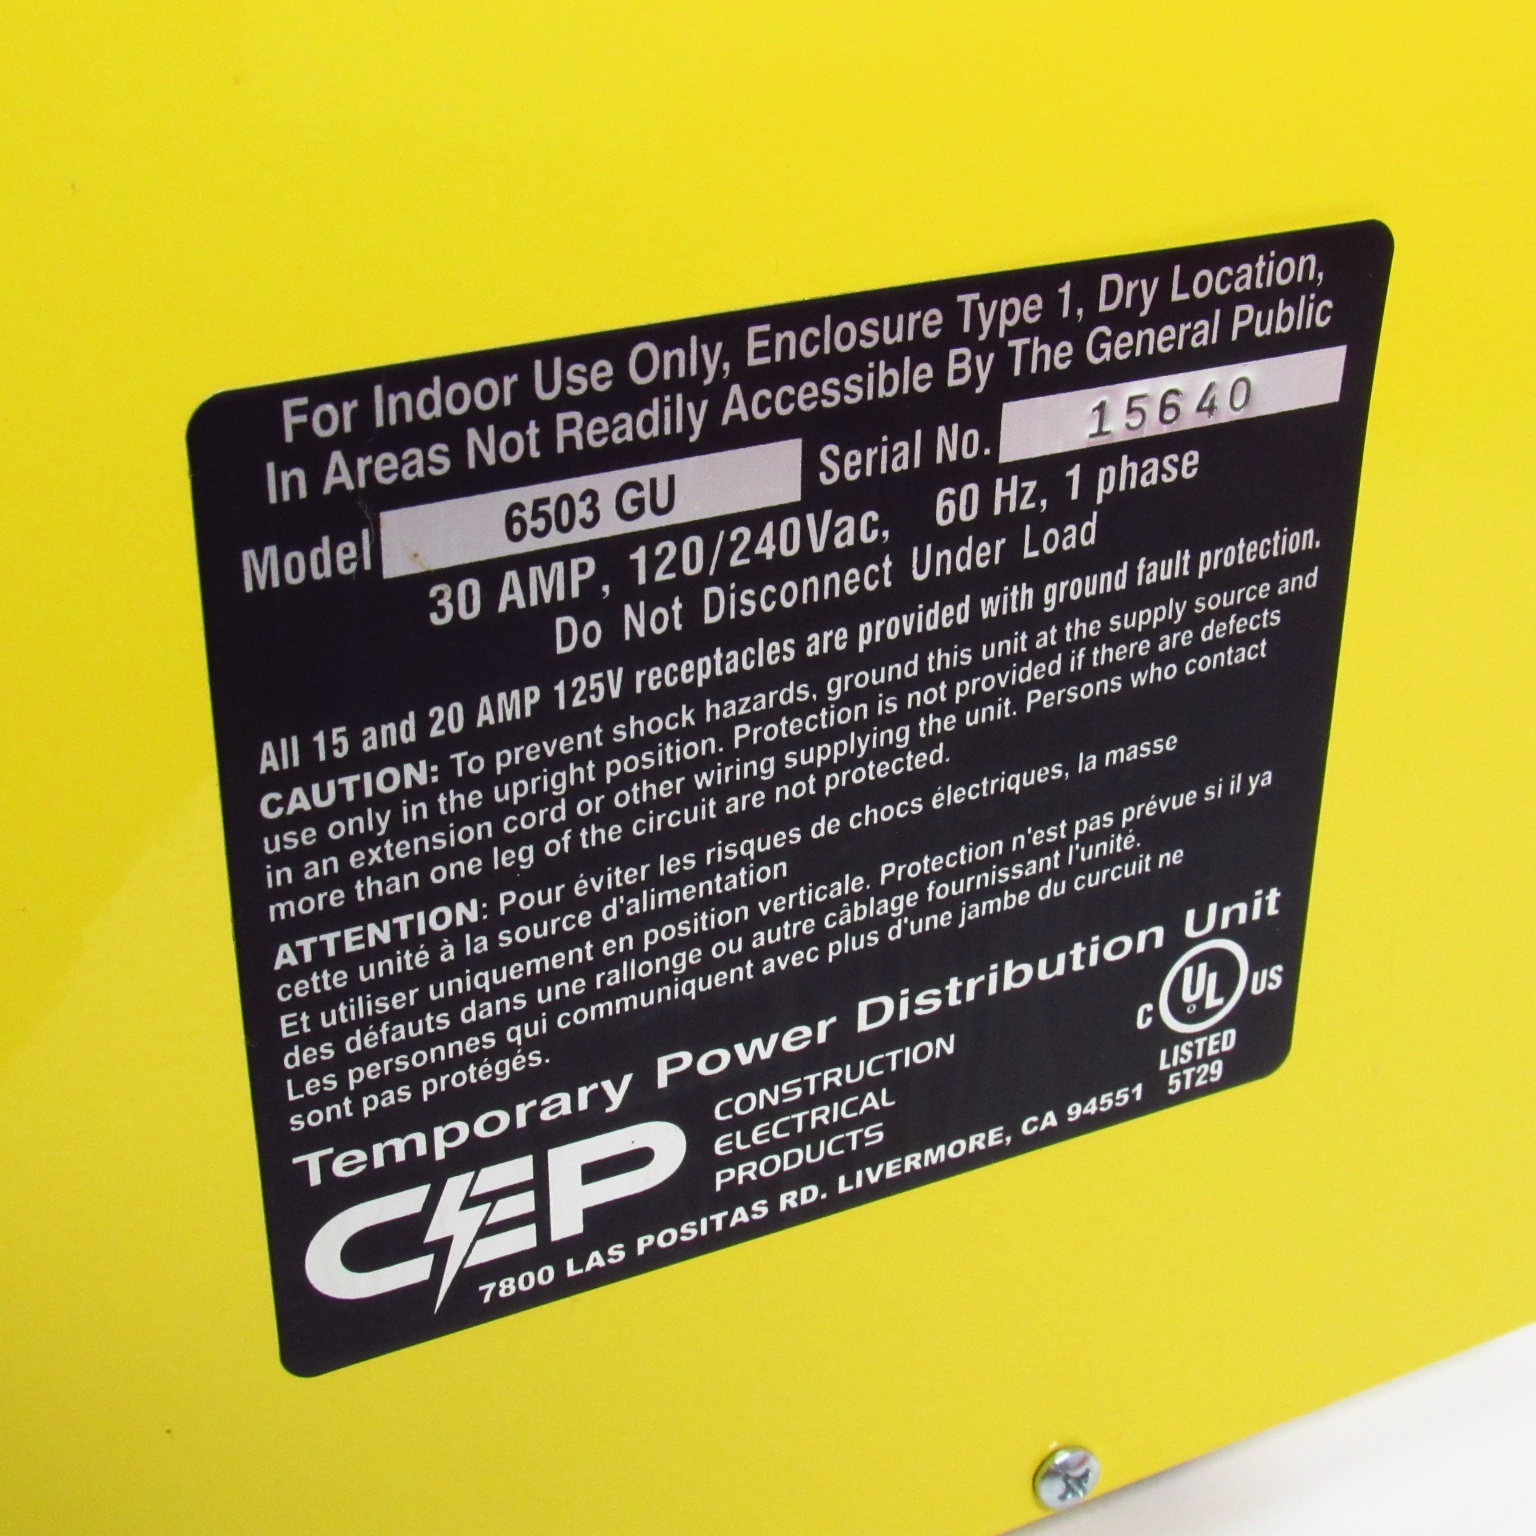 For Indoor Use Only, Enclosure Type 1, Dry Location,
In Areas Not Readily Accessible By The General Public
Model 6503 GU Serial No. 15640
30 AMP, 120/240Vac, 60 Hz, 1 phase
Do Not Disconnect Under Load
All 15 and 20 AMP 125V receptacles are provided with ground fault protection.
CAUTION: To prevent shock hazards, ground this unit at the supply source and
use only in the upright position. Protection is not provided if there are defects
in an extension cord or other wiring supplying the unit. Persons who contact
more than one leg of the circuit are not protected.
ATTENTION: Pour éviter les risques de chocs électriques, la masse
cette unité à la source d'alimentation
Et utiliser uniquement en position verticale. Protection n'est pas prévue si il ya
des défauts dans une rallonge ou autre câblage fournissant l'unité.
Les personnes qui communiquent avec plus d'une jambe du curcuit ne
sont pas protégés.
Temporary Power Distribution Unit
CEP
CONSTRUCTION
ELECTRICAL
PRODUCTS
7800 LAS POSITAS RD. LIVERMORE, CA 94551
C UL US
LISTED
5T29